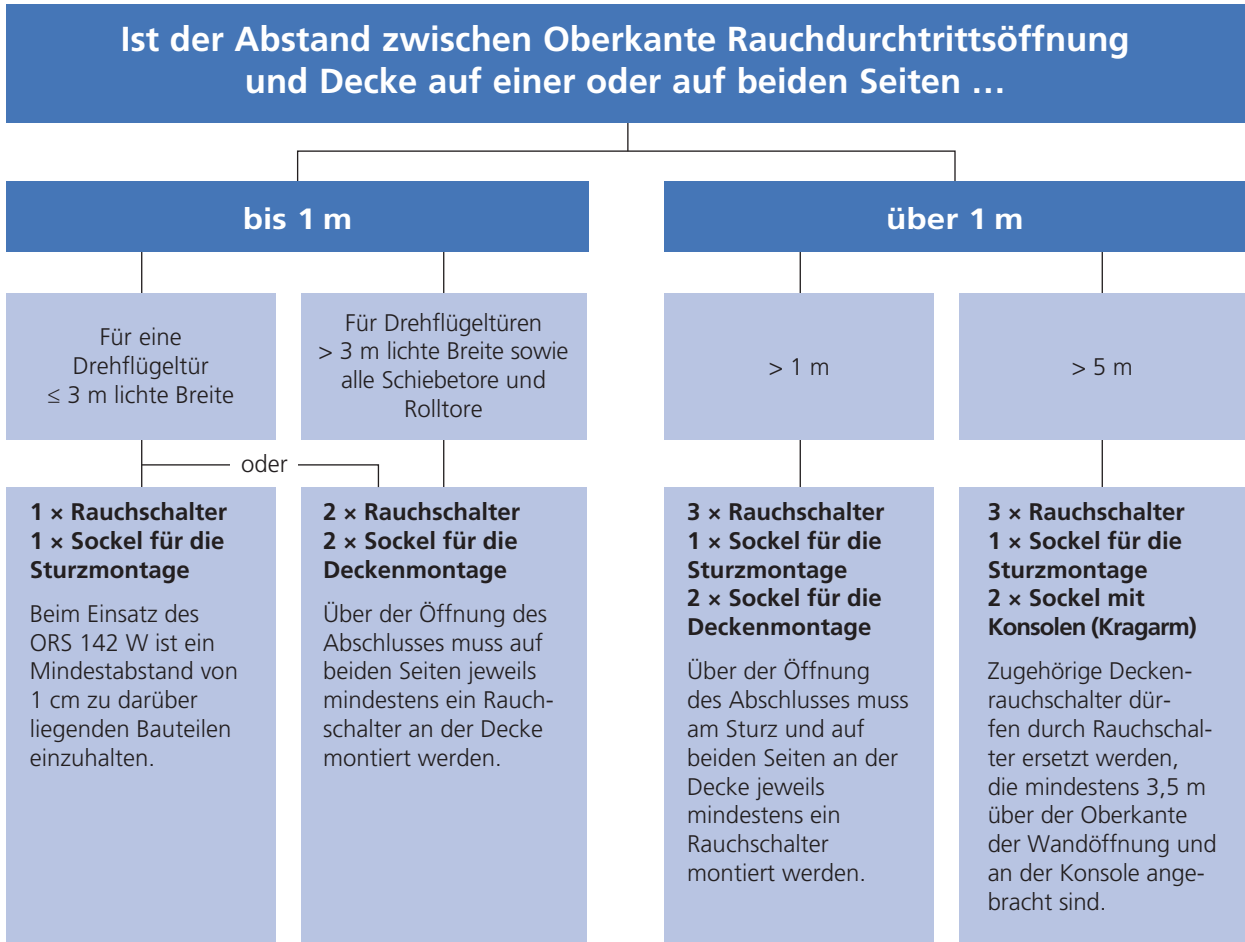 Ist der Abstand zwischen Oberkante Rauchdurchtrittsöffnung
und Decke auf einer oder auf beiden Seiten ...
bis 1 m
über 1 m
Für eine
Drehflügeltür
≤ 3 m lichte Breite
Für Drehflügeltüren
> 3 m lichte Breite sowie
alle Schiebetore und
Rolltore
> 1 m
> 5 m
oder
1 × Rauchschalter
1 × Sockel für die
Sturzmontage
Beim Einsatz des
ORS 142 W ist ein
Mindestabstand von
1 cm zu darüber
liegenden Bauteilen
einzuhalten.
2 × Rauchschalter
2 × Sockel für die
Deckenmontage
Über der Öffnung des
Abschlusses muss auf
beiden Seiten jeweils
mindestens ein Rauch-
schalter an der Decke
montiert werden.
3 × Rauchschalter
1 × Sockel für die
Sturzmontage
2 × Sockel für die
Deckenmontage
Über der Öffnung
des Abschlusses muss
am Sturz und auf
beiden Seiten an der
Decke jeweils
mindestens ein
Rauchschalter
montiert werden.
3 × Rauchschalter
1 × Sockel für die
Sturzmontage
2 × Sockel mit
Konsolen (Kragarm)
Zugehörige Decken-
rauchschalter dür-
fen durch Rauchschal-
ter ersetzt werden,
die mindestens 3,5 m
über der Oberkante
der Wandöffnung und
an der Konsole ange-
bracht sind.